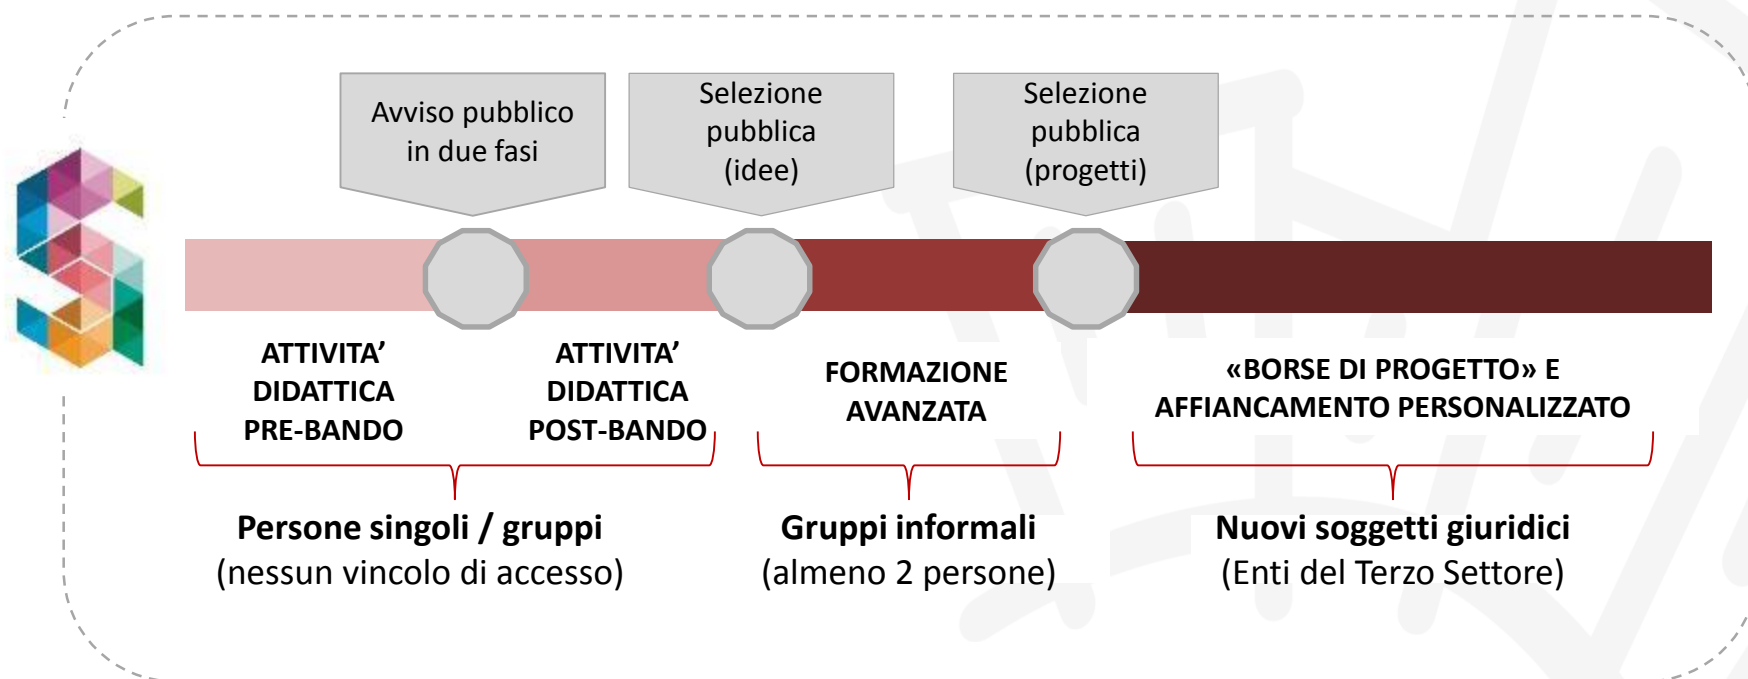 Avviso pubblico
in due fasi
Selezione
pubblica
(idee)
Selezione
pubblica
(progetti)
ATTIVITA’
DIDATTICA
PRE-BANDO
ATTIVITA’
DIDATTICA
POST-BANDO
FORMAZIONE
AVANZATA
«BORSE DI PROGETTO» E
AFFIANCAMENTO PERSONALIZZATO
Persone singoli / gruppi
(nessun vincolo di accesso)
Gruppi informali
(almeno 2 persone)
Nuovi soggetti giuridici
(Enti del Terzo Settore)